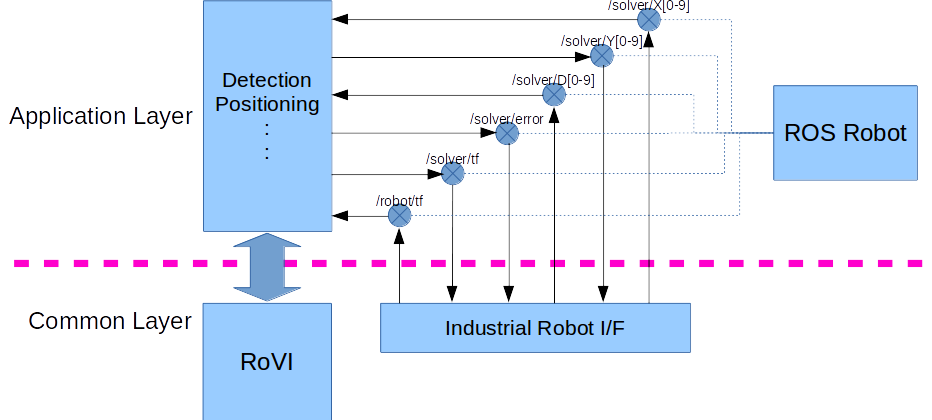 /solver/X[0-9]
/solver/Y[0-9]
Detection
Positioning
:
:
/solver/D[0-9]
Application Layer
/solver/error
ROS Robot
/solver/tf
/robot/tf
Common Layer
Industrial Robot I/F
RoVI